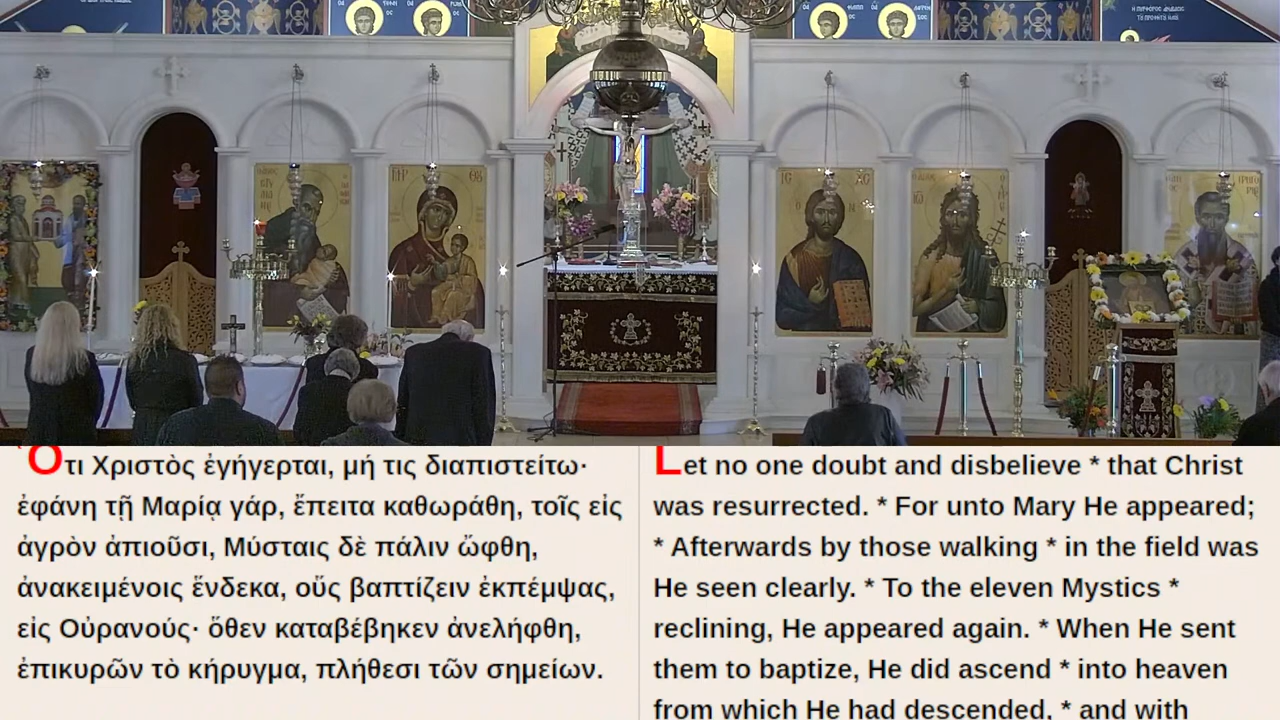 ΜΡ ΘΥ
IC XC
Ὅτι Χριστὸς ἐγήγερται, μή τις διαπιστείτω·
ἐφάνη τῇ Μαρίᾳ γάρ, ἔπειτα καθωράθη, τοῖς εἰς
ἀγρὸν ἀπιοῦσι, Μύσταις δὲ πάλιν ὤφθη,
ἀνακειμένοις ἕνδεκα, οὓς βαπτίζειν ἐκπέμψας,
εἰς Οὐρανούς· ὅθεν καταβέβηκεν ἀνελήφθη,
ἐπικυρῶν τὸ κήρυγμα, πλήθεσι τῶν σημείων.
Let no one doubt and disbelieve * that Christ
was resurrected. * For unto Mary He appeared;
* Afterwards by those walking * in the field was
He seen clearly. * To the eleven Mystics *
reclining, He appeared again. * When He sent
them to baptize, He did ascend * into heaven
from which He had descended, * and with